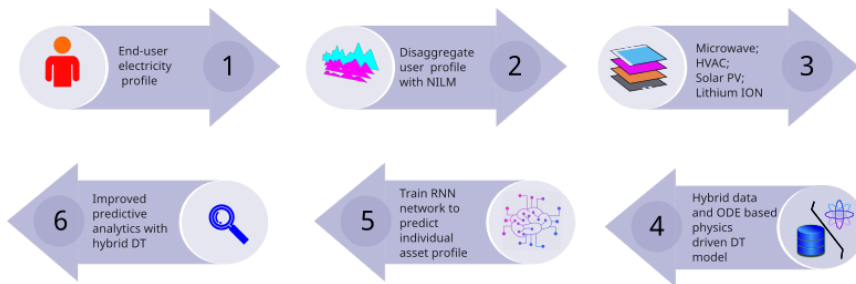 End-user
electricity
profile
1
Disaggregate
user profile
with NILM
2
Microwave;
HVAC;
Solar PV;
Lithium ION
3
4
Hybrid data
and ODE based
physics
driven DT
model
5
Train RNN
network to
predict
individual
asset profile
6
Improved
predictive
analytics with
hybrid DT